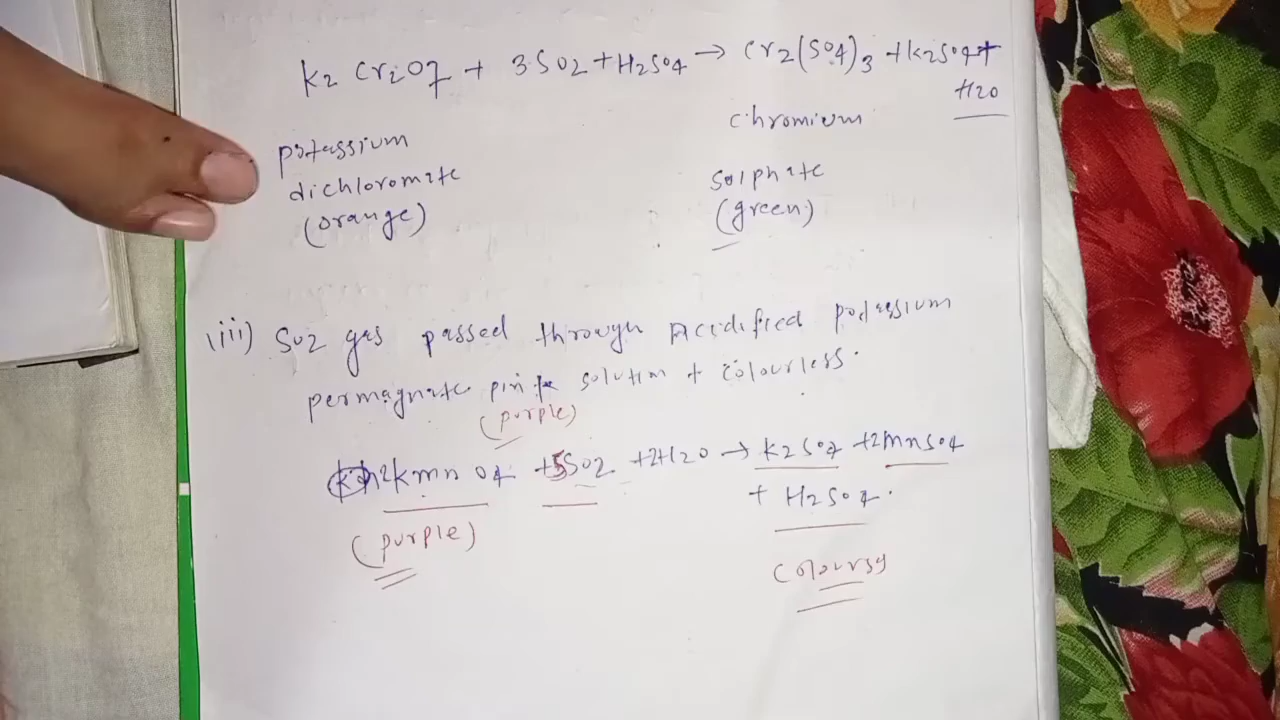 K2 Cr2O7 + 3SO2 + H2SO4 → Cr2(SO4)3 + K2SO4 +
H2O
potassium
dichloromate
(orange)
chromium
sulphate
(green)
(iii) SO2 gas passed through Acidified potassium
permagnate pink solution + colourless.
(purple)
2KMnO4 + 5SO2 + 2H2O → K2SO4 + 2MnSO4
+ H2SO4.
(purple)